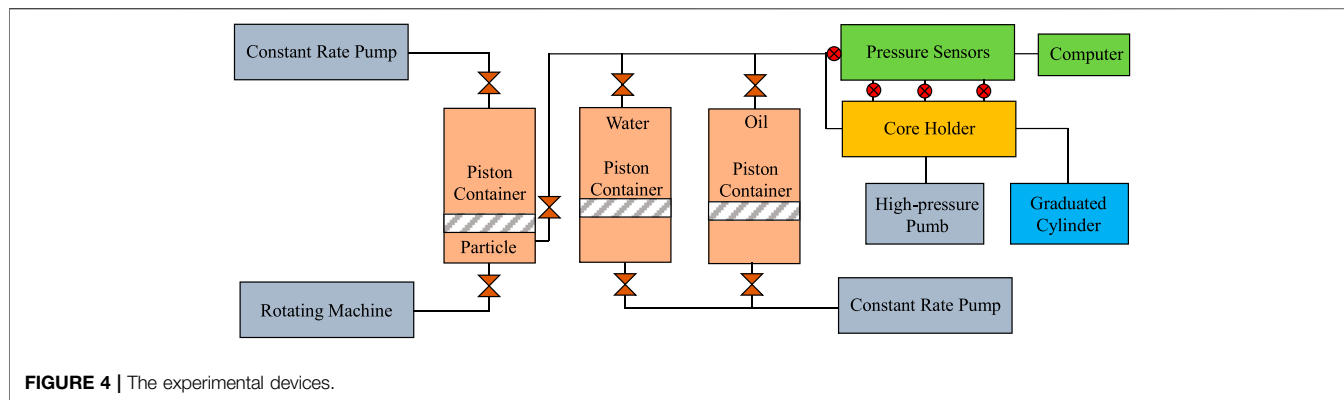 Constant Rate Pump
Pressure Sensors
Computer
Water
Oil
Core Holder
Piston
Container
Piston
Container
Piston
Container
High-pressure
Pumb
Graduated
Cylinder
Particle
Rotating Machine
Constant Rate Pump
FIGURE 4 | The experimental devices.